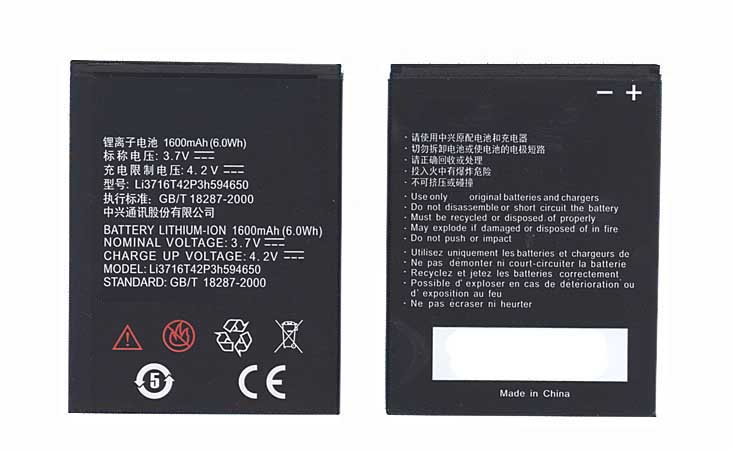 锂离子电池 1600mAh(6.0Wh)
标称电压: 3.7V
充电限制电压: 4.2V
型号: Li3716T42P3h594650
执行标准: GB/T 18287-2000
中兴通讯股份有限公司
BATTERY LITHIUM-ION 1600mAh(6.0Wh)
NOMINAL VOLTAGE: 3.7V
CHARGE UP VOLTAGE: 4.2V
MODEL: Li3716T42P3h594650
STANDARD: GB/T 18287-2000
5
CE
− +
· 请使用中兴原配电池和充电器
· 切勿拆卸电池或使电池的电极短路
· 请正确回收或处理
· 投入火中有爆炸危险
· 不可挤压或碰撞
· Use only original batteries and chargers
· Do not disassemble or short circuit the battery
· Must be recycled or disposed of properly
· May explode if damaged or disposed of in fire
· Do not push or impact
· Utilisez uniquement les batteries et chargeurs de
· Ne pas démonter ni court-circuiter la batterie
· Recyclez et jetez les batteries correctement
· Possible d'exploser en cas de détérioration ou
d'exposition au feu
· Ne pas écraser ni heurter
Made in China